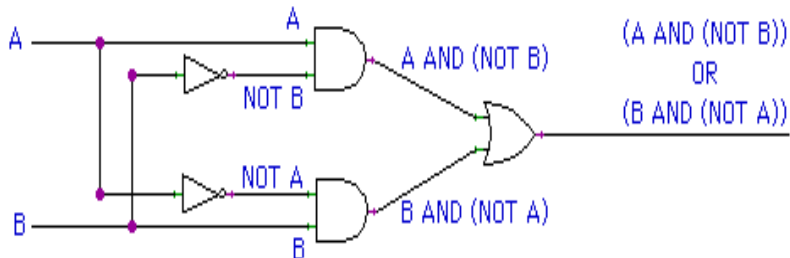 A
A
(A AND (NOT B))
A AND (NOT B)
OR
NOT B
(B AND (NOT A))
NOT A
B AND (NOT A)
B
B